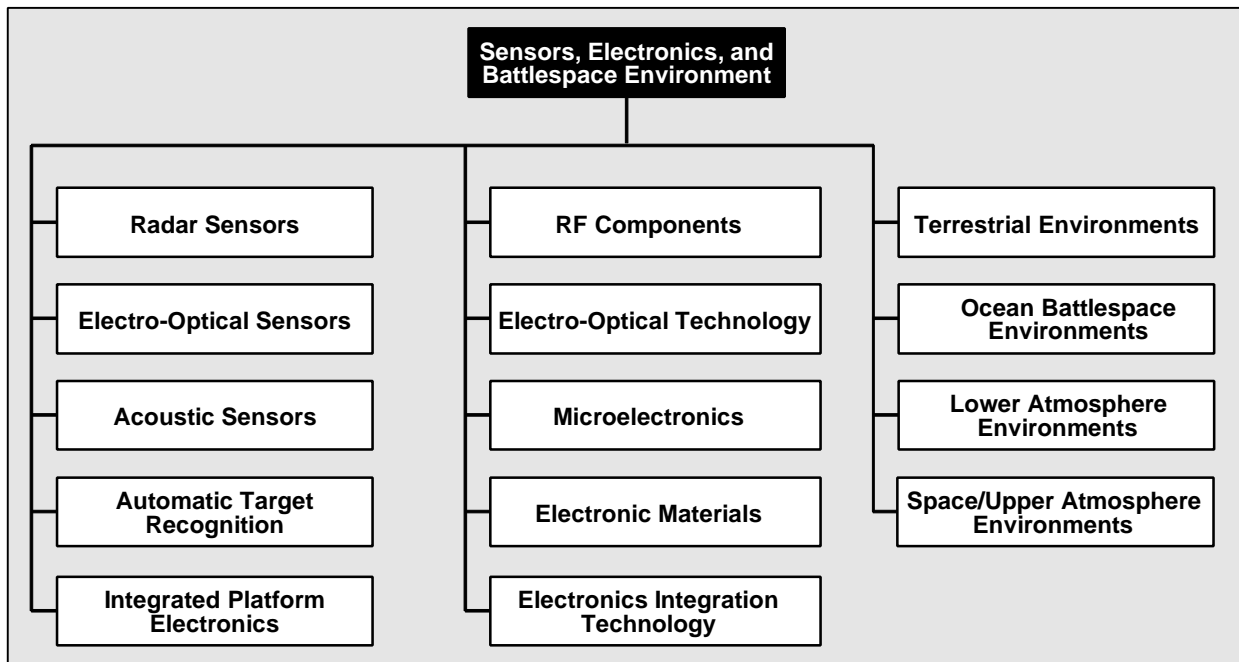 Sensors, Electronics, and
Battlespace Environment
Radar Sensors
Electro-Optical Sensors
Acoustic Sensors
Automatic Target
Recognition
Integrated Platform
Electronics
RF Components
Electro-Optical Technology
Microelectronics
Electronic Materials
Electronics Integration
Technology
Terrestrial Environments
Ocean Battlespace
Environments
Lower Atmosphere
Environments
Space/Upper Atmosphere
Environments